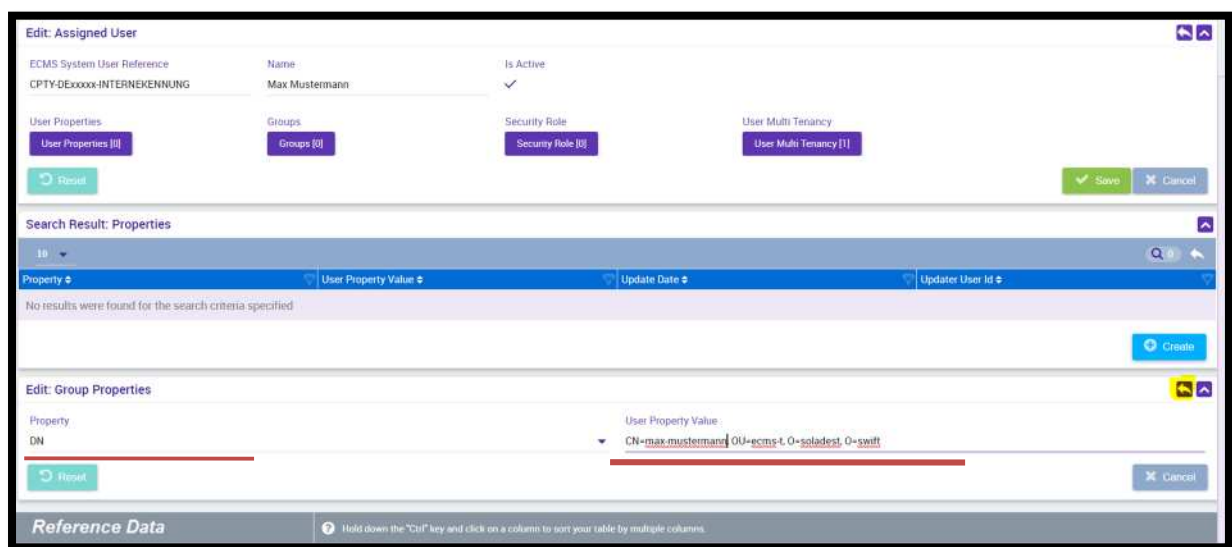 Edit: Assigned User
ECMS System User Reference Name Is Active
CPTY-DExxxxx-INTERNEKENNUNG Max Mustermann
User Properties Groups Security Role User Multi Tenancy
User Properties [0] Groups [0] Security Role [0] User Multi Tenancy [1]
Reset Save Cancel
Search Result: Properties
10 0
Property User Property Value Update Date Updater User Id
No results were found for the search criteria specified
Create
Edit: Group Properties
Property User Property Value
DN CN=max-mustermann OU=ecms-t, O=soladest, O=swift
Reset Cancel
Reference Data Hold down the "Ctrl" key and click on a column to sort your table by multiple columns.